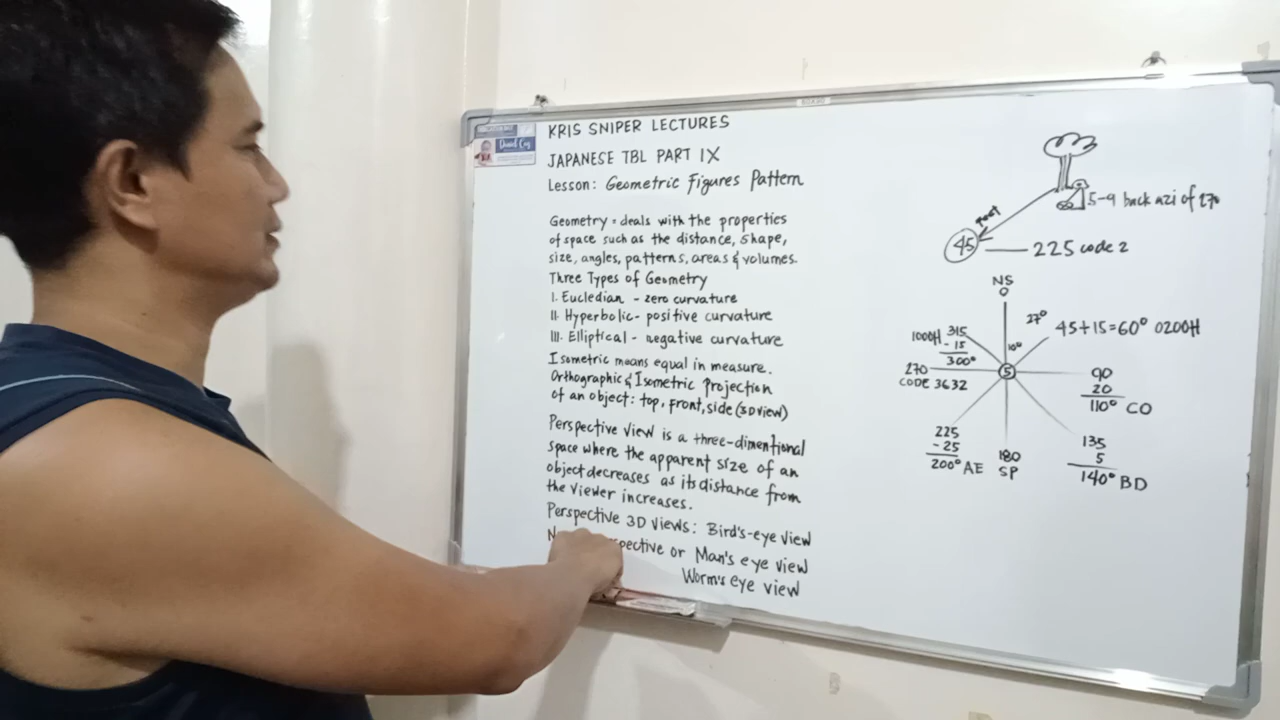 KRIS SNIPER LECTURES
JAPANESE TBL PART IX
Lesson: Geometric Figures Pattern
Geometry = deals with the properties
of space such as the distance, shape,
size, angles, patterns, areas & volumes.
Three Types of Geometry
I. Eucledian - zero curvature
II. Hyperbolic - positive curvature
III. Elliptical - negative curvature
Isometric means equal in measure.
Orthographic & Isometric Projection
of an object: top, front, side (3D view)
Perspective view is a three-dimentional
space where the apparent size of an
object decreases as its distance from
the viewer increases.
Perspective 3D views: Bird's-eye view
or Man's eye view
Worm's eye view
5-9 back azi of 270
45
225 code 2
NS
0
27°
45+15=60° 0200H
10°
1000H 315
- 15
300°
270
CODE 3632
5
90
20
110° CO
225
- 25
200° AE
180
SP
135
5
140° BD